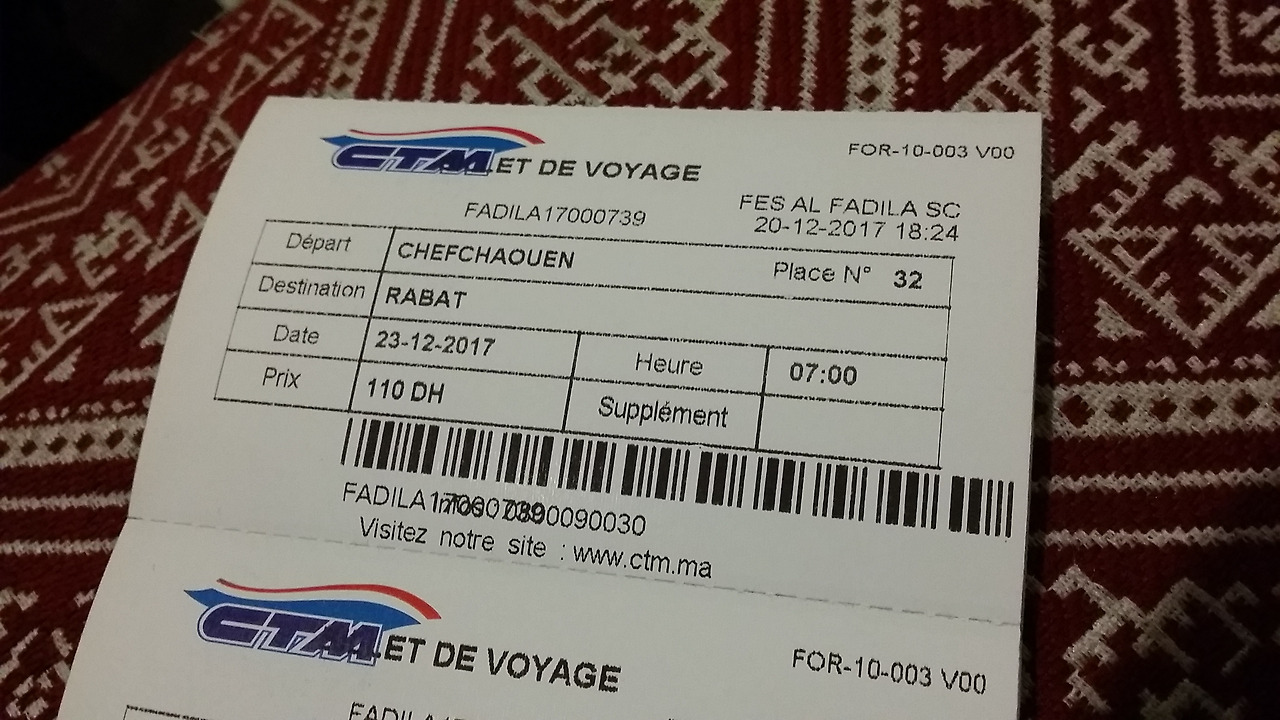 CTM ET DE VOYAGE
FOR-10-003 V00
FADILA17000739
FES AL FADILA SC
20-12-2017 18:24
Départ CHEFCHAOUEN Place N° 32
Destination RABAT
Date 23-12-2017 Heure 07:00
Prix 110 DH Supplément
Visitez notre site : www.ctm.ma
CTM ET DE VOYAGE
FOR-10-003 V00